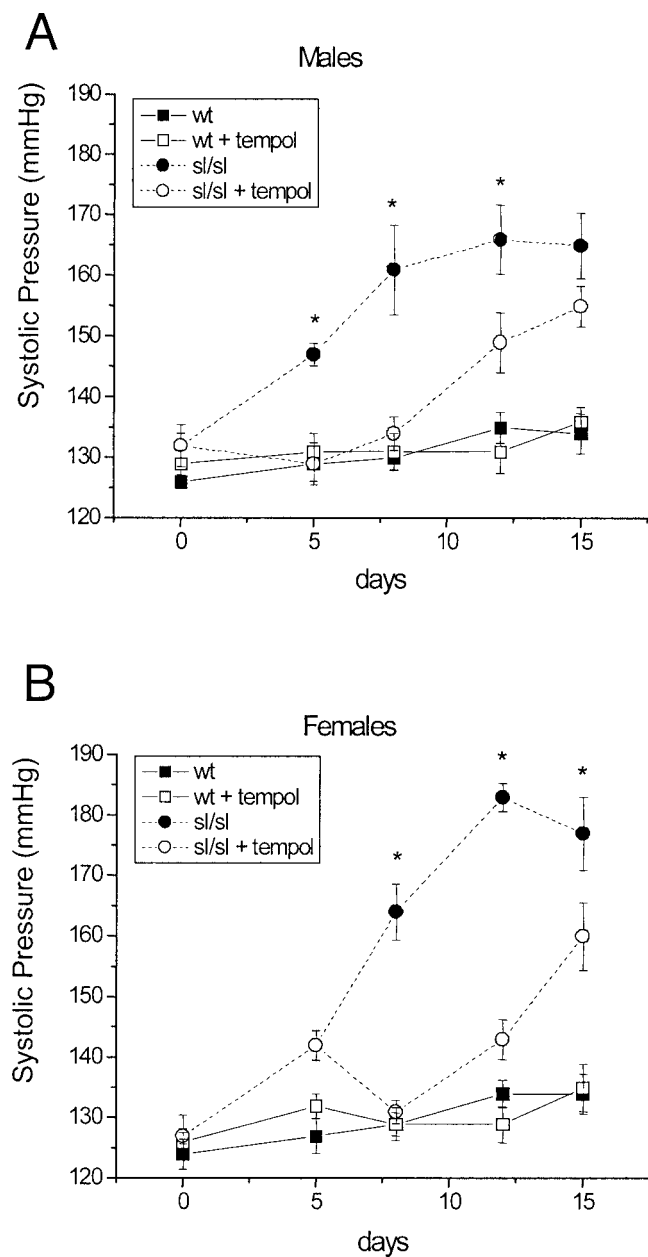 A
Males
wt
wt + tempol
sl/sl
sl/sl + tempol
Systolic Pressure (mmHg)
190
180
170
160
150
140
130
120
*
*
*
0
5
10
15
days
B
Females
wt
wt + tempol
sl/sl
sl/sl + tempol
Systolic Pressure (mmHg)
190
180
170
160
150
140
130
120
*
*
*
0
5
10
15
days